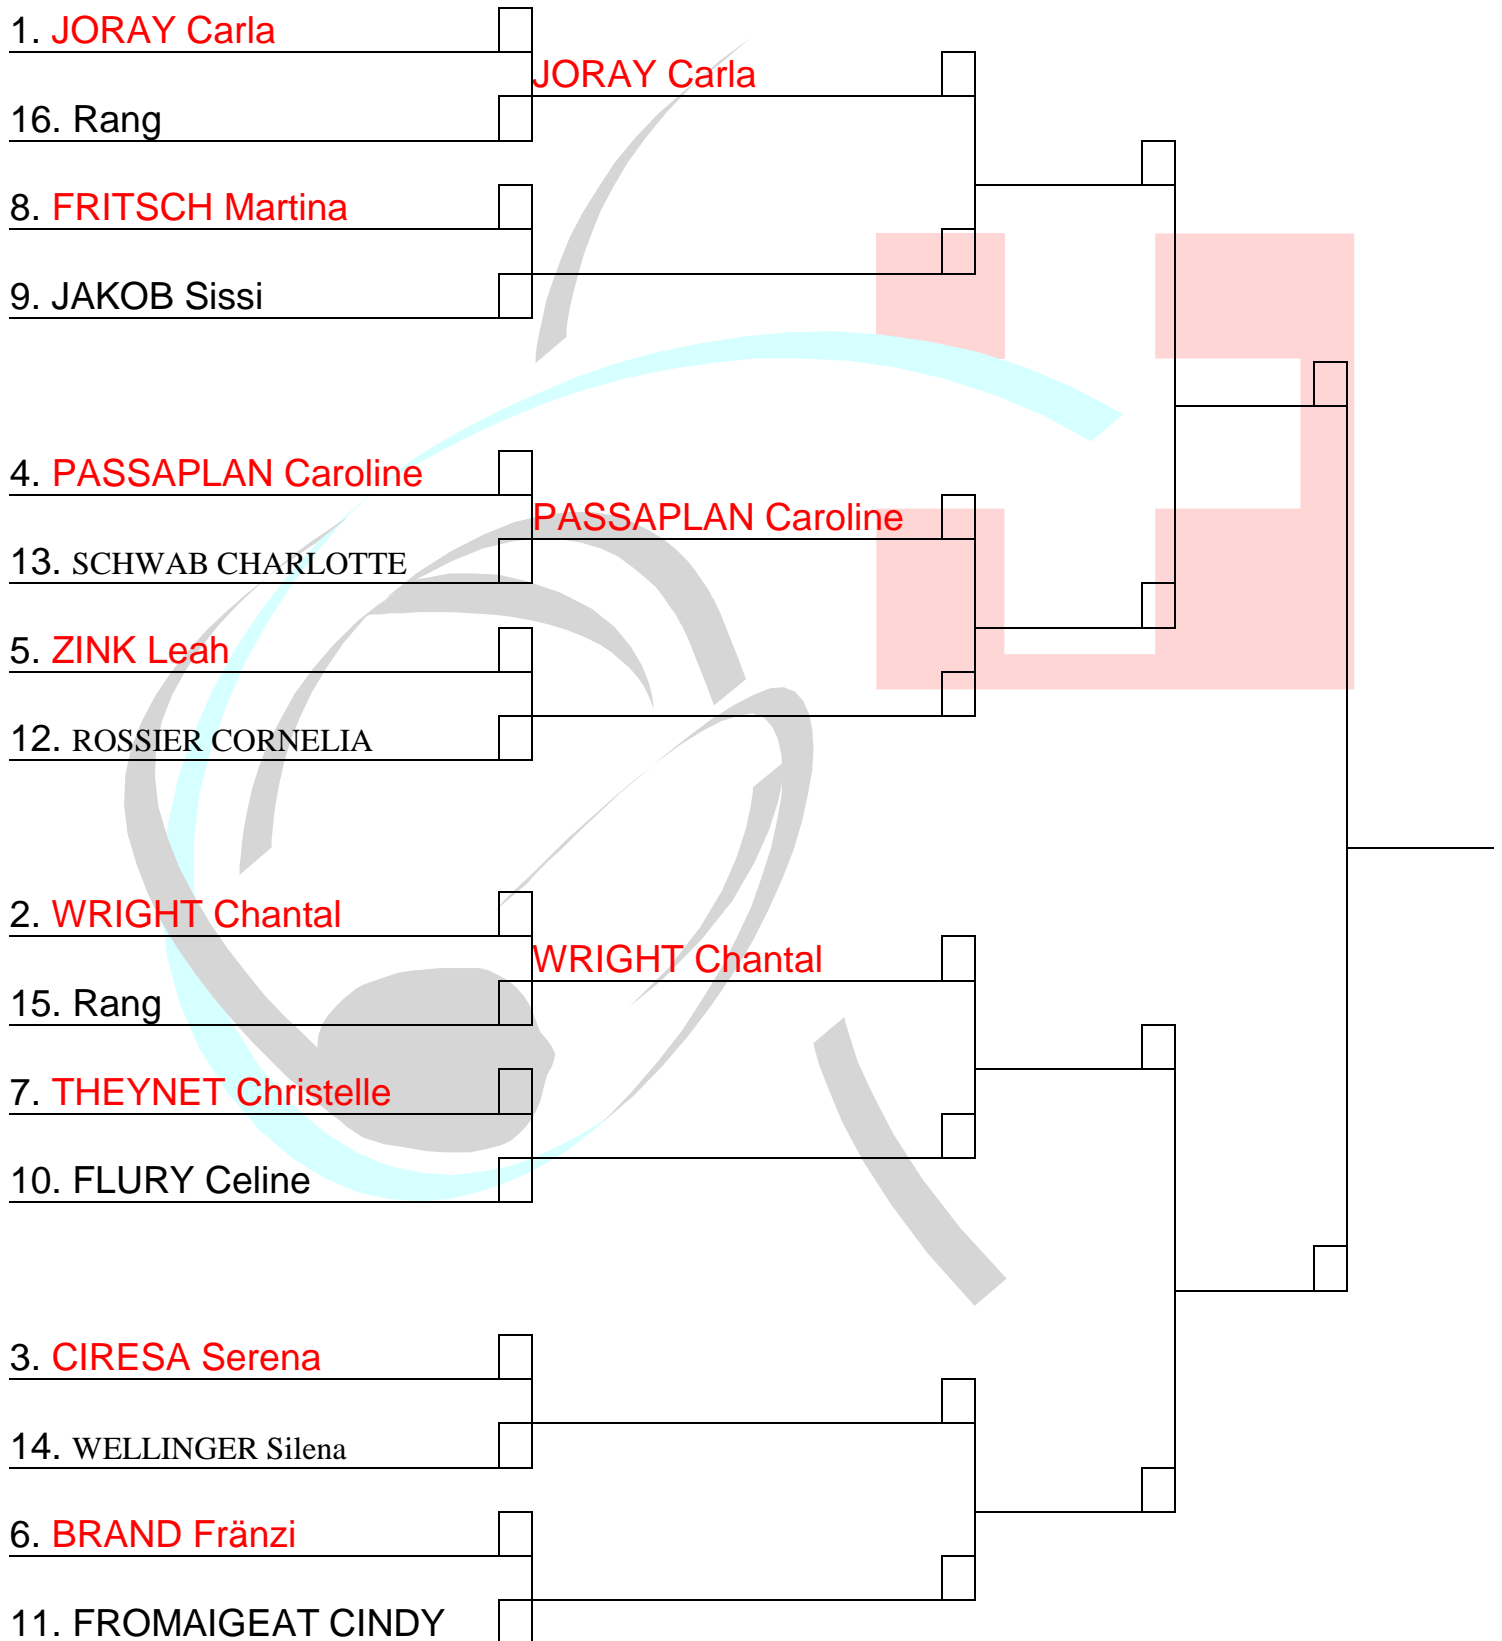 1. JORAY Carla
JORAY Carla
16. Rang
8. FRITSCH Martina
9. JAKOB Sissi
4. PASSAPLAN Caroline
PASSAPLAN Caroline
13. SCHWAB CHARLOTTE
5. ZINK Leah
12. ROSSIER CORNELIA
2. WRIGHT Chantal
WRIGHT Chantal
15. Rang
7. THEYNET Christelle
10. FLURY Celine
3. CIRESA Serena
14. WELLINGER Silena
6. BRAND Fränzi
11. FROMAIGEAT CINDY